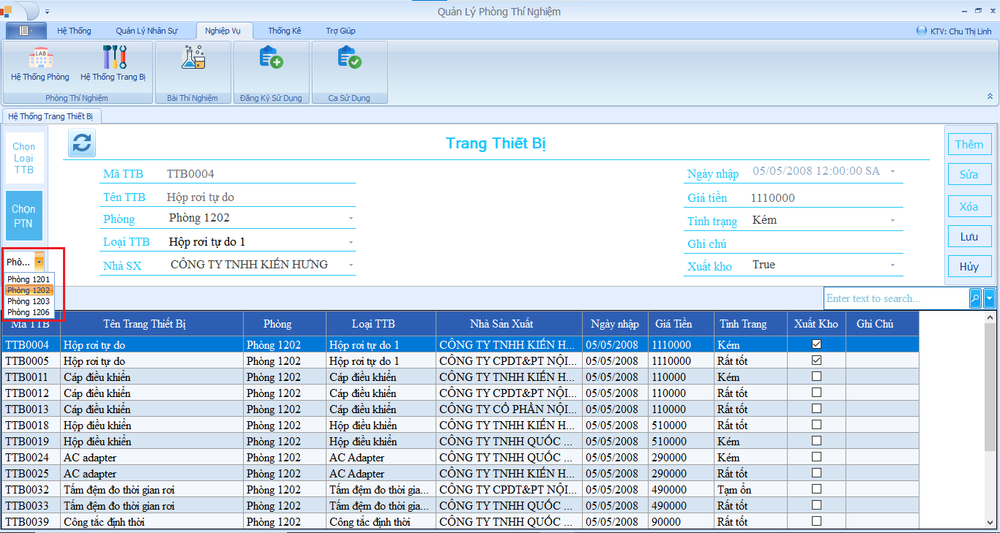 Quản Lý Phòng Thí Nghiệm
Hệ Thống Quản Lý Nhân Sự Nghiệp Vụ Thống Kê Trợ Giúp KTV: Chu Thị Linh
LAB
Hệ Thống Phòng Hệ Thống Trang Bị
Phòng Thí Nghiệm Bài Thí Nghiệm Đăng Ký Sử Dụng Ca Sử Dụng
Hệ Thống Trang Thiết Bị
Chọn
Loại
TTB
Chọn
PTN
Phò...
Phòng 1201
Phòng 1202
Phòng 1203
Phòng 1206
Trang Thiết Bị
Mã TTB TTB0004
Tên TTB Hộp rơi tự do
Phòng Phòng 1202
Loại TTB Hộp rơi tự do 1
Nhà SX CÔNG TY TNHH KIẾN HƯNG
Ngày nhập 05/05/2008 12:00:00 SA
Giá tiền 1110000
Tình trạng Kém
Ghi chú
Xuất kho True
Thêm
Sửa
Xóa
Lưu
Hủy
Enter text to search...
Mã TTB Tên Trang Thiết Bị Phòng Loại TTB Nhà Sản Xuất Ngày nhập Giá Tiền Tình Trang Xuất Kho Ghi Chú
TTB0004 Hộp rơi tự do Phòng 1202 Hộp rơi tự do 1 CÔNG TY TNHH KIẾN H... 05/05/2008 1110000 Kém
TTB0005 Hộp rơi tự do Phòng 1202 Hộp rơi tự do 1 CÔNG TY CPDT&PT NỘI... 05/05/2008 1110000 Rất tốt
TTB0011 Cáp điều khiển Phòng 1202 Cáp điều khiển CÔNG TY TNHH KIẾN H... 05/05/2008 110000 Kém
TTB0012 Cáp điều khiển Phòng 1202 Cáp điều khiển CÔNG TY CPDT&PT NỘI... 05/05/2008 110000 Rất tốt
TTB0013 Cáp điều khiển Phòng 1202 Cáp điều khiển CÔNG TY CỔ PHẦN NỘI... 05/05/2008 110000 Rất tốt
TTB0018 Hộp điều khiển Phòng 1202 Hộp điều khiển CÔNG TY TNHH KIẾN H... 05/05/2008 510000 Rất tốt
TTB0019 Hộp điều khiển Phòng 1202 Hộp điều khiển CÔNG TY TNHH QUỐC ... 05/05/2008 510000 Kém
TTB0024 AC adapter Phòng 1202 AC Adapter CÔNG TY TNHH QUỐC ... 05/05/2008 290000 Kém
TTB0025 AC adapter Phòng 1202 AC Adapter CÔNG TY TNHH KIẾN H... 05/05/2008 290000 Rất tốt
TTB0032 Tấm đệm đo thời gian rơi Phòng 1202 Tấm đệm đo thời gia... CÔNG TY CPDT&PT NỘI... 05/05/2008 490000 Tạm ổn
TTB0033 Tấm đệm đo thời gian rơi Phòng 1202 Tấm đệm đo thời gia... CÔNG TY TNHH QUỐC ... 05/05/2008 490000 Rất tốt
TTB0039 Công tắc định thời Phòng 1202 Công tắc định thời CÔNG TY TNHH QUỐC ... 05/05/2008 90000 Rất tốt